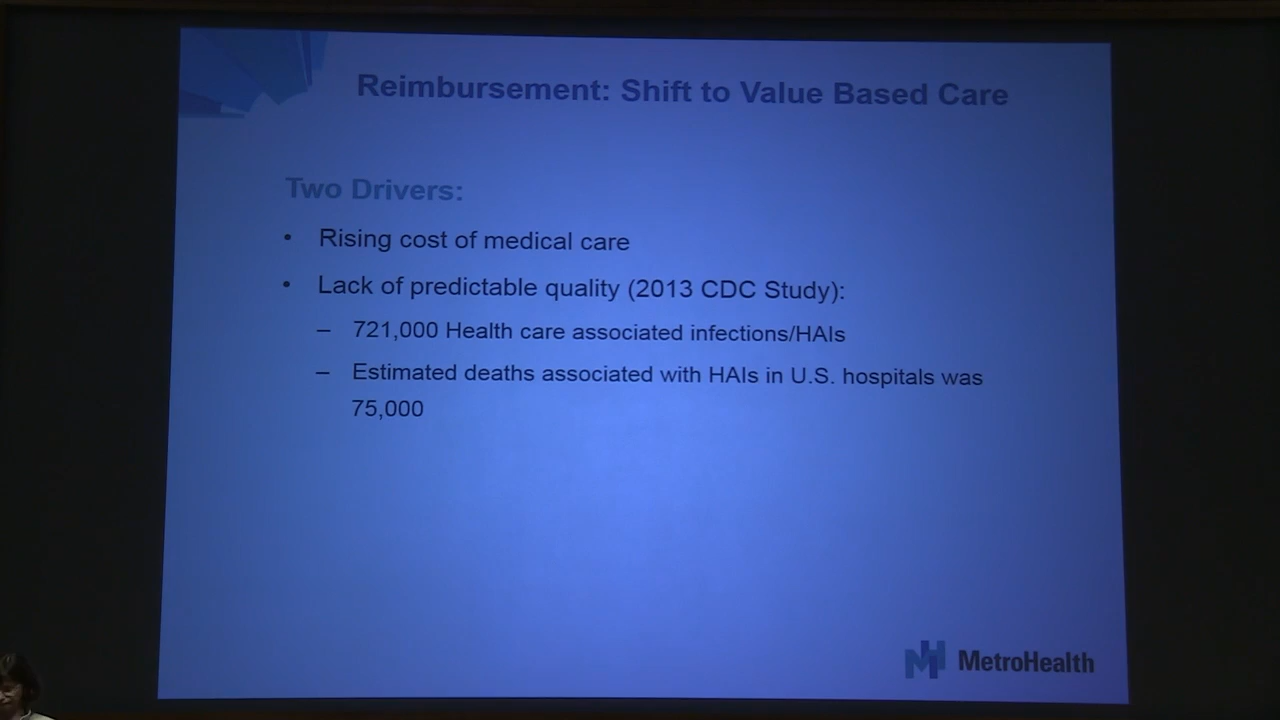 Reimbursement: Shift to Value Based Care
Two Drivers:
• Rising cost of medical care
• Lack of predictable quality (2013 CDC Study):
– 721,000 Health care associated infections/HAIs
– Estimated deaths associated with HAIs in U.S. hospitals was
75,000
MetroHealth